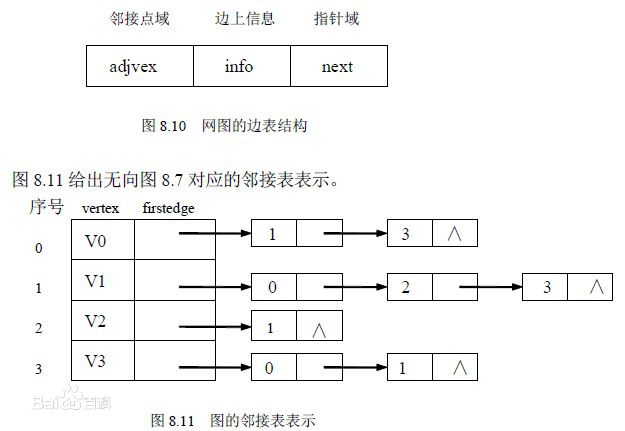 邻接点域 边上信息 指针域
adjvex info next
图 8.10 网图的边表结构
图 8.11 给出无向图 8.7 对应的邻接表表示。
序号 vertex firstedge
0 V0 1 3 ∧
1 V1 0 2 3 ∧
2 V2 1 ∧
3 V3 0 1 ∧
Baidu百科
图 8.11 图的邻接表表示